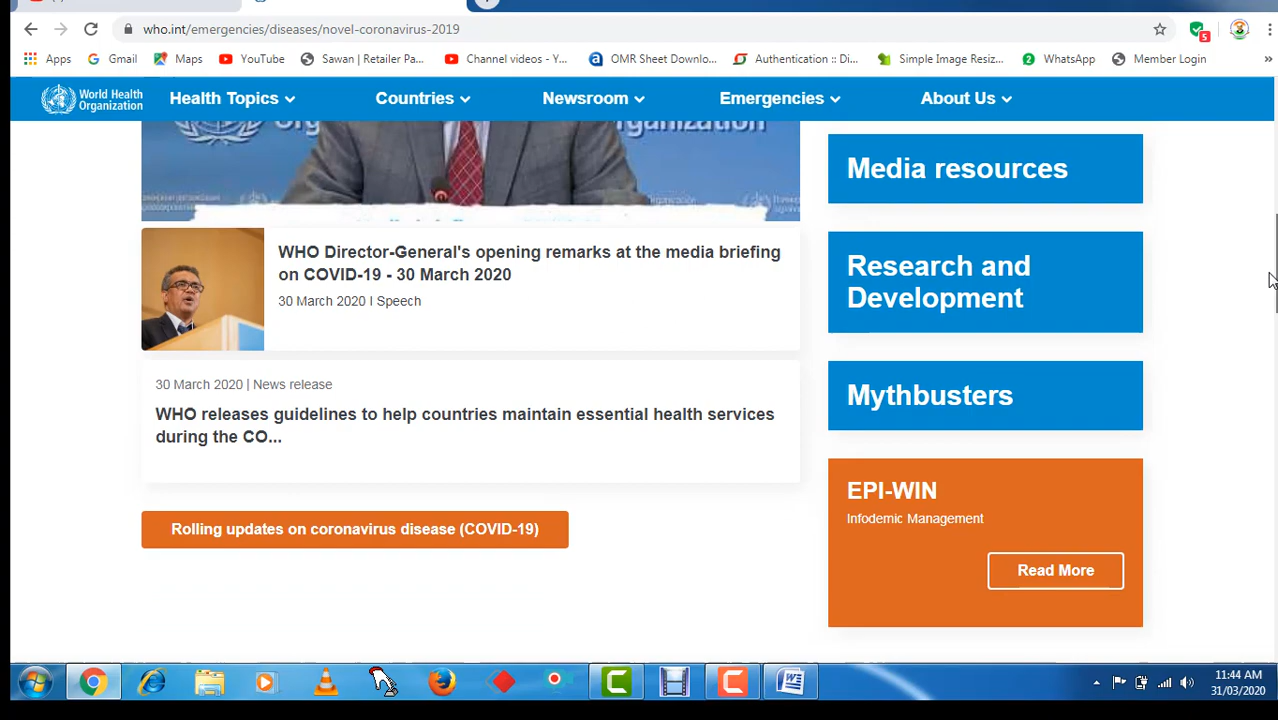 who.int/emergencies/diseases/novel-coronavirus-2019
5
Apps Gmail Maps YouTube Sawan | Retailer Pa... Channel videos - Y... OMR Sheet Downlo... Authentication :: Di... Simple Image Resiz... 2 WhatsApp Member Login »
World Health
Organization
Health Topics Countries Newsroom Emergencies About Us
Organization
Media resources
WHO Director-General's opening remarks at the media briefing
on COVID-19 - 30 March 2020
30 March 2020 | Speech
Research and
Development
30 March 2020 | News release
WHO releases guidelines to help countries maintain essential health services
during the CO...
Mythbusters
EPI-WIN
Infodemic Management
Read More
Rolling updates on coronavirus disease (COVID-19)
11:44 AM
31/03/2020